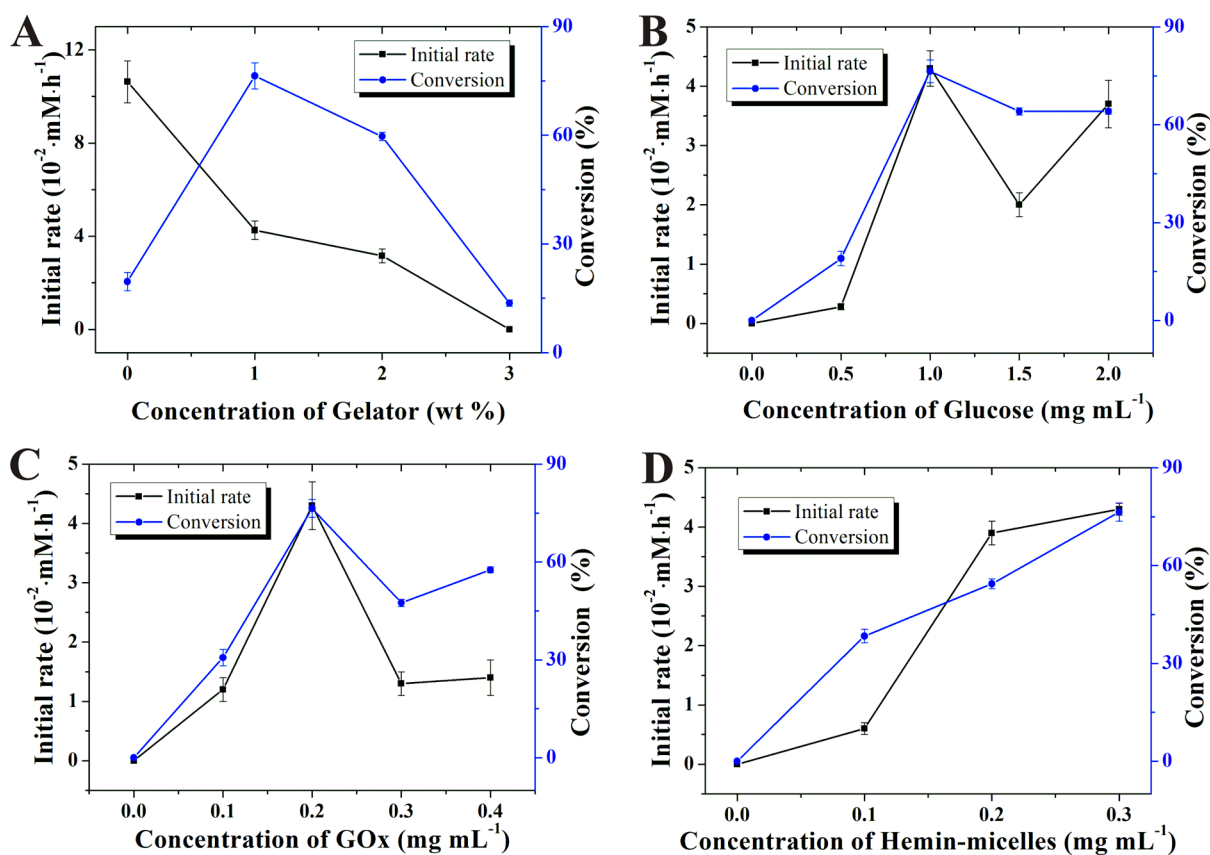 A
Initial rate (10⁻²·mM·h⁻¹)
12
8
4
0
Initial rate
Conversion
90
60
30
0
Conversion (%)
0 1 2 3
Concentration of Gelator (wt %)
B
Initial rate (10⁻²·mM·h⁻¹)
5
4
3
2
1
0
Initial rate
Conversion
90
60
30
0
Conversion (%)
0.0 0.5 1.0 1.5 2.0
Concentration of Glucose (mg mL⁻¹)
C
Initial rate (10⁻²·mM·h⁻¹)
5
4
3
2
1
0
Initial rate
Conversion
90
60
30
0
Conversion (%)
0.0 0.1 0.2 0.3 0.4
Concentration of GOx (mg mL⁻¹)
D
Initial rate (10⁻²·mM·h⁻¹)
5
4
3
2
1
0
Initial rate
Conversion
90
60
30
0
Conversion (%)
0.0 0.1 0.2 0.3
Concentration of Hemin-micelles (mg mL⁻¹)